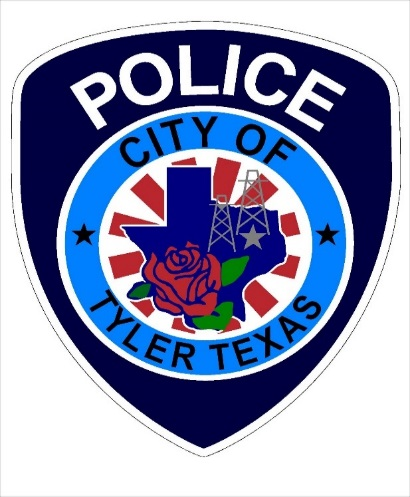 POLICE
CITY OF
TYLER TEXAS